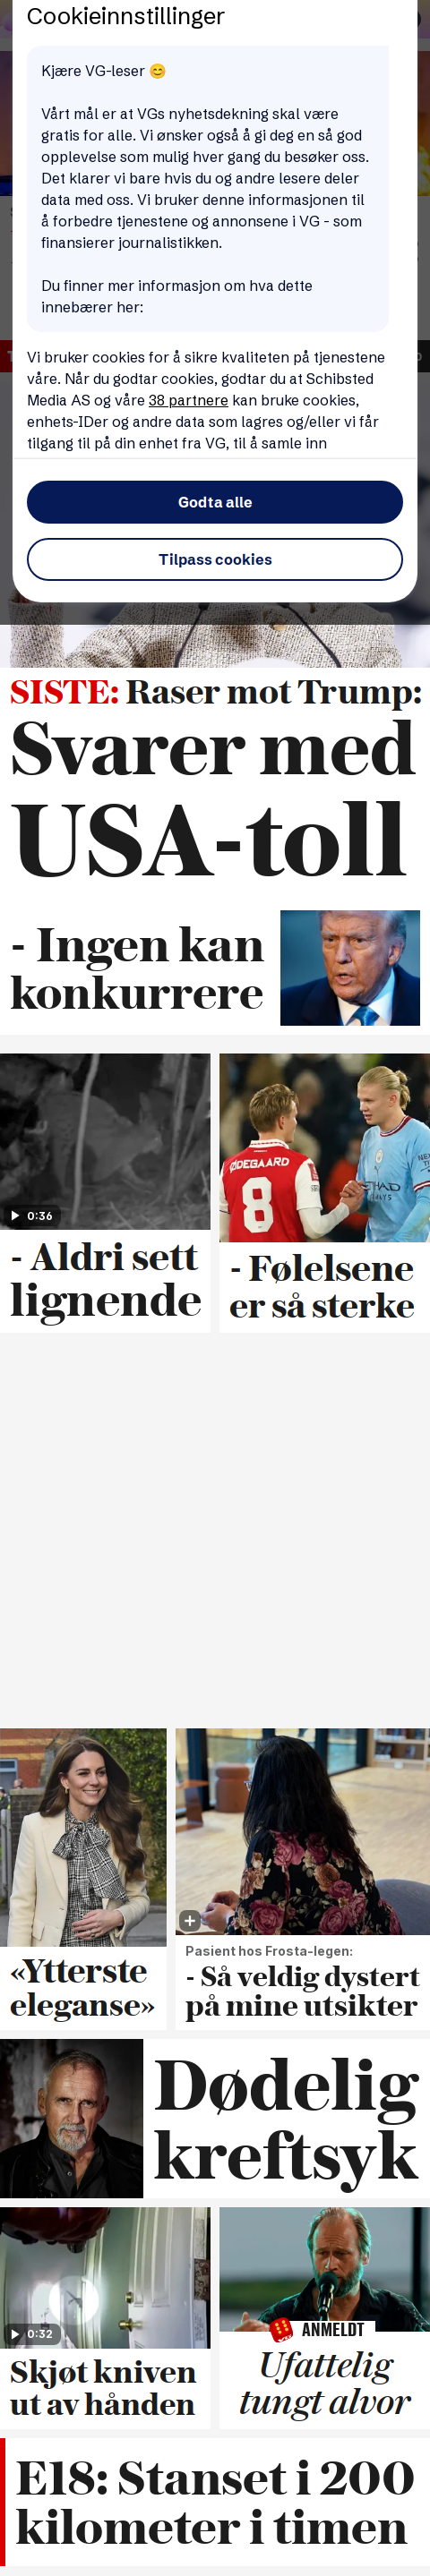 Cookieinnstillinger
Kjære VG-leser 😊
Vårt mål er at VGs nyhetsdekning skal være
gratis for alle. Vi ønsker også å gi deg en så god
opplevelse som mulig hver gang du besøker oss.
Det klarer vi bare hvis du og andre lesere deler
data med oss. Vi bruker denne informasjonen til
å forbedre tjenestene og annonsene i VG - som
finansierer journalistikken.
Du finner mer informasjon om hva dette
innebærer her:
Vi bruker cookies for å sikre kvaliteten på tjenestene
våre. Når du godtar cookies, godtar du at Schibsted
Media AS og våre 38 partnere kan bruke cookies,
enhets-IDer og andre data som lagres og/eller vi får
tilgang til på din enhet fra VG, til å samle inn
Godta alle
Tilpass cookies
SISTE: Raser mot Trump:
Svarer med
USA-toll
- Ingen kan
konkurrere
0:36
- Aldri sett
lignende
ØDEGAARD
8
ETIHAD
- Følelsene
er så sterke
«Ytterste
eleganse»
Pasient hos Frosta-legen:
- Så veldig dystert
på mine utsikter
Dødelig
kreftsyk
0:32
Skjøt kniven
ut av hånden
ANMELDT
Ufattelig
tungt alvor
E18: Stanset i 200
kilometer i timen